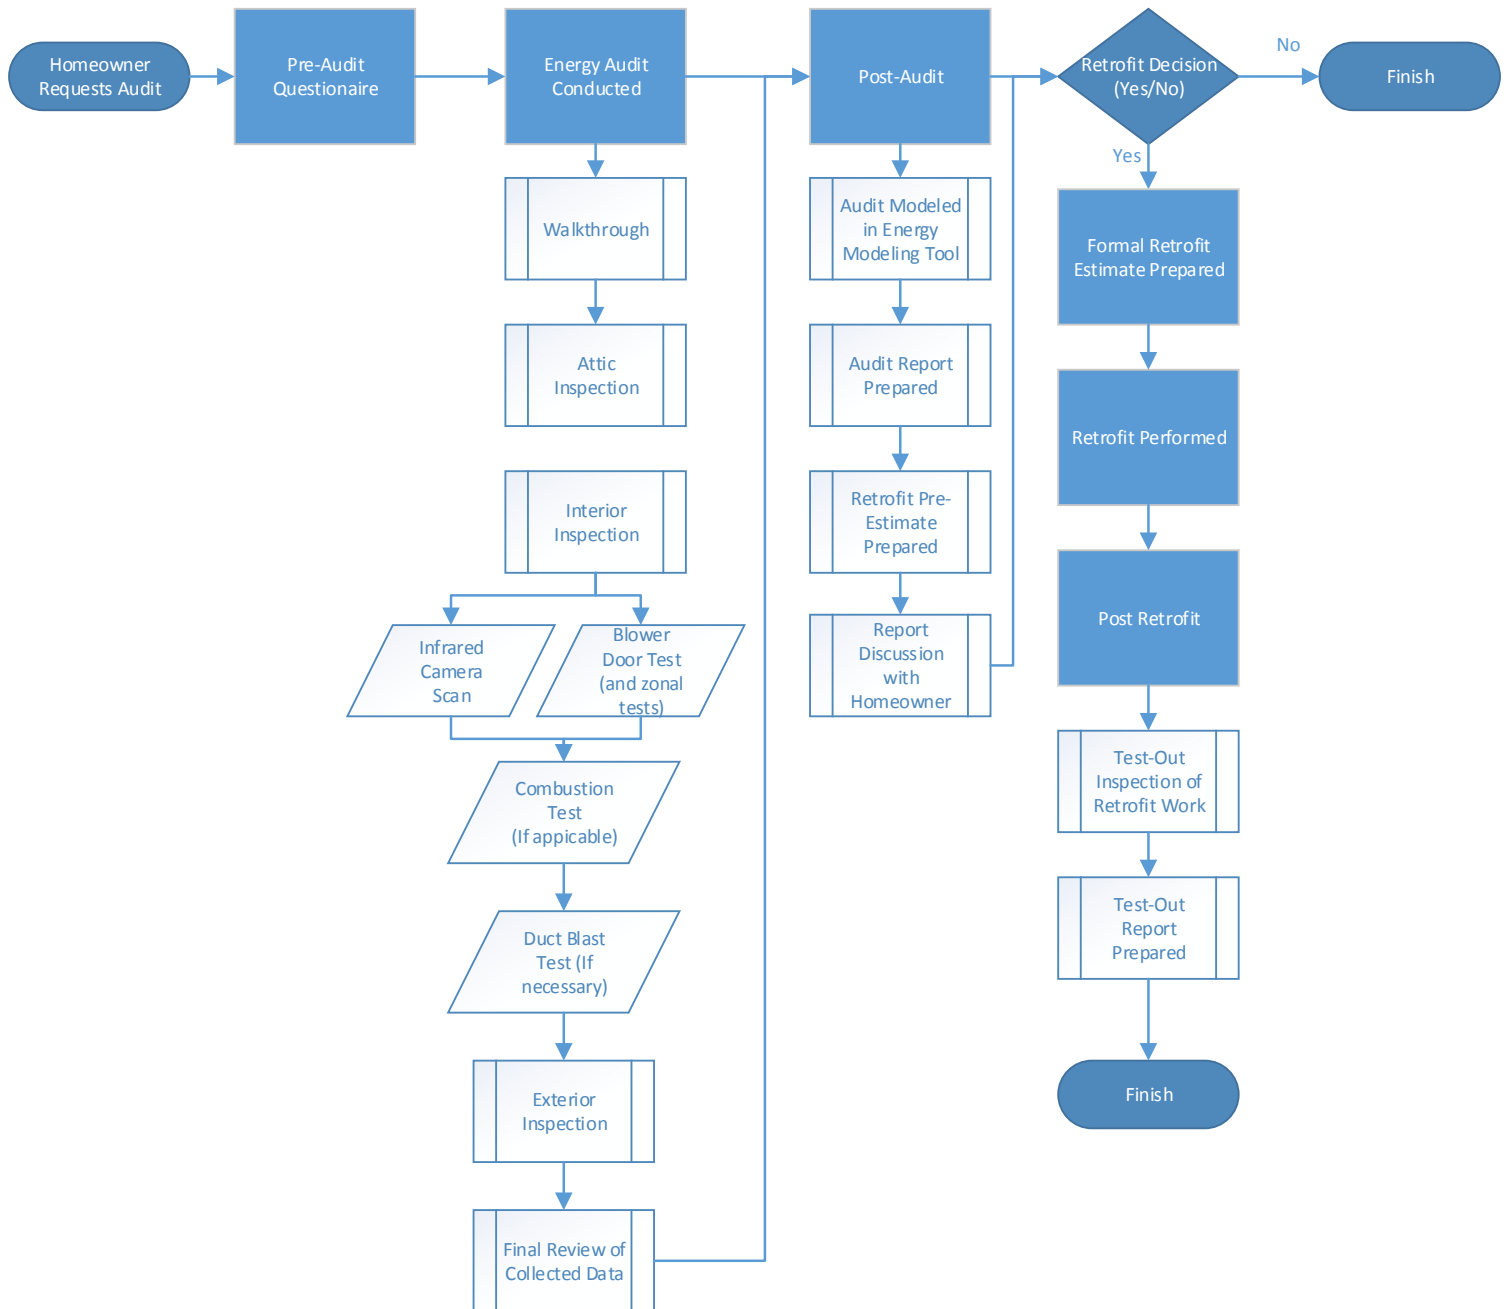 Homeowner
Requests Audit
Pre-Audit
Questionaire
Energy Audit
Conducted
Post-Audit
Retrofit Decision
(Yes/No)
No
Finish
Yes
Walkthrough
Attic
Inspection
Interior
Inspection
Infrared
Camera
Scan
Blower
Door Test
(and zonal
tests)
Combustion
Test
(If appicable)
Duct Blast
Test (If
necessary)
Exterior
Inspection
Final Review of
Collected Data
Audit Modeled
in Energy
Modeling Tool
Audit Report
Prepared
Retrofit Pre-
Estimate
Prepared
Report
Discussion
with
Homeowner
Formal Retrofit
Estimate Prepared
Retrofit Performed
Post Retrofit
Test-Out
Inspection of
Retrofit Work
Test-Out
Report
Prepared
Finish